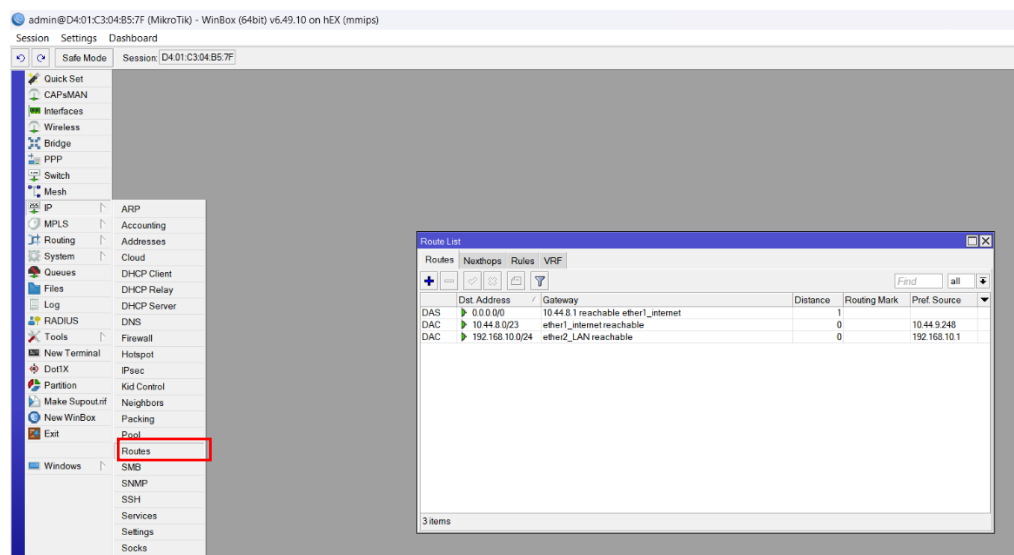 admin@D4:01:C3:04:B5:7F (MikroTik) - WinBox (64bit) v6.49.10 on hEX (mmips)
Session Settings Dashboard
Safe Mode Session: D4:01:C3:04:B5:7F
Quick Set
CAPsMAN
Interfaces
Wireless
Bridge
PPP
Switch
Mesh
IP
MPLS
Routing
System
Queues
Files
Log
RADIUS
Tools
New Terminal
Dot1X
Partition
Make Supout.rif
New WinBox
Exit
Windows
ARP
Accounting
Addresses
Cloud
DHCP Client
DHCP Relay
DHCP Server
DNS
Firewall
Hotspot
IPsec
Kid Control
Neighbors
Packing
Pool
Routes
SMB
SNMP
SSH
Services
Settings
Socks
Route List
Routes Nexthops Rules VRF
Find all
Dst. Address Gateway Distance Routing Mark Pref. Source
DAS 0.0.0.0/0 10.44.8.1 reachable ether1_internet 1
DAC 10.44.8.0/23 ether1_internet reachable 0 10.44.9.248
DAC 192.168.10.0/24 ether2_LAN reachable 0 192.168.10.1
3 items